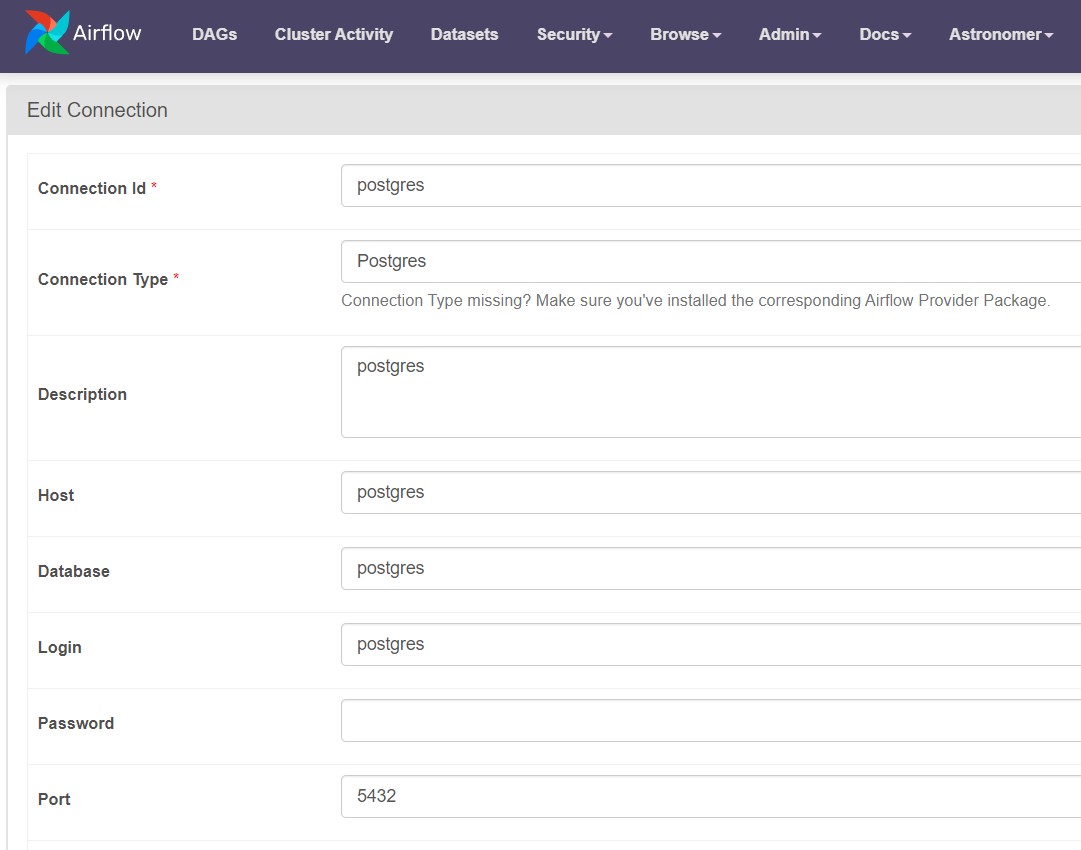 Airflow DAGs Cluster Activity Datasets Security Browse Admin Docs Astronomer
Edit Connection
Connection Id * postgres
Connection Type * Postgres
Connection Type missing? Make sure you've installed the corresponding Airflow Provider Package.
Description postgres
Host postgres
Database postgres
Login postgres
Password
Port 5432